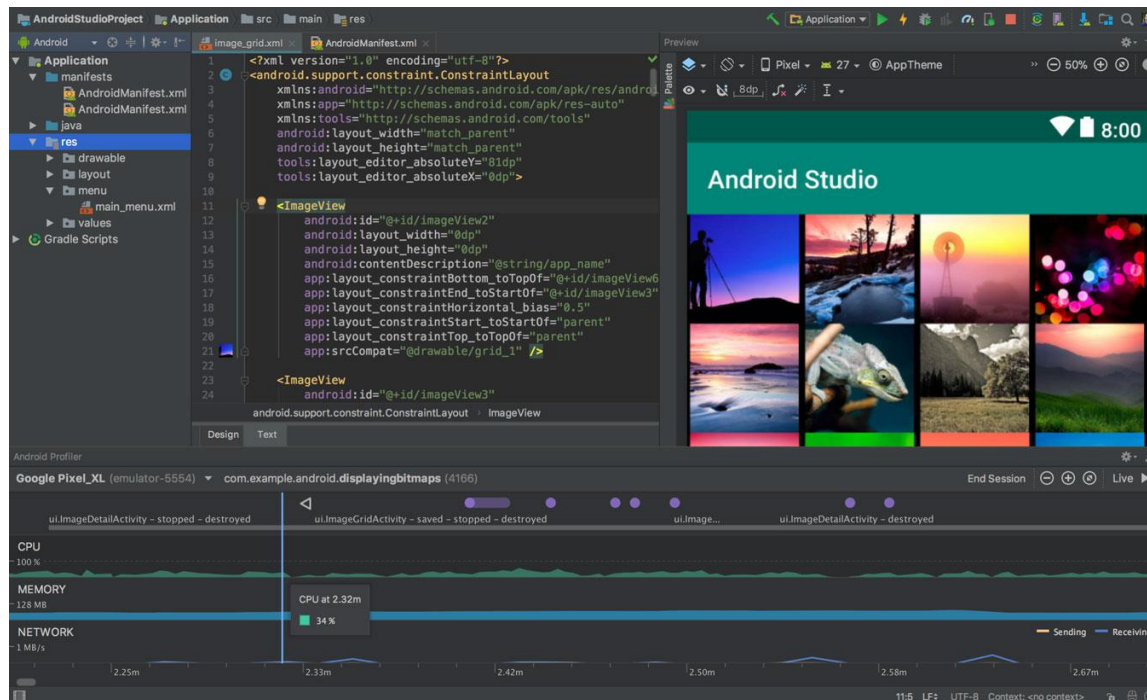 AndroidStudioProject Application src main res
Application
Android
image_grid.xml
AndroidManifest.xml
Preview
Application
manifests
AndroidManifest.xml
AndroidManifest.xml
java
res
drawable
layout
menu
main_menu.xml
values
Gradle Scripts
1 <?xml version="1.0" encoding="utf-8"?>
2 <android.support.constraint.ConstraintLayout
3 xmlns:android="http://schemas.android.com/apk/res/androi
4 xmlns:app="http://schemas.android.com/apk/res-auto"
5 xmlns:tools="http://schemas.android.com/tools"
6 android:layout_width="match_parent"
7 android:layout_height="match_parent"
8 tools:layout_editor_absoluteY="81dp"
9 tools:layout_editor_absoluteX="0dp">
10
11 <ImageView
12 android:id="@+id/imageView2"
13 android:layout_width="0dp"
14 android:layout_height="0dp"
15 android:contentDescription="@string/app_name"
16 app:layout_constraintBottom_toTopOf="@+id/imageView6
17 app:layout_constraintEnd_toStartOf="@+id/imageView3"
18 app:layout_constraintHorizontal_bias="0.5"
19 app:layout_constraintStart_toStartOf="parent"
20 app:layout_constraintTop_toTopOf="parent"
21 app:srcCompat="@drawable/grid_1" />
22
23 <ImageView
24 android:id="@+id/imageView3"
android.support.constraint.ConstraintLayout › ImageView
Design Text
Palette
Pixel 27 AppTheme » 50%
8dp
8:00
Android Studio
Android Profiler
Google Pixel_XL (emulator-5554) com.example.android.displayingbitmaps (4166) End Session Live
ui.ImageDetailActivity – stopped – destroyed ui.ImageGridActivity – saved – stopped – destroyed ui.Image... ui.ImageDetailActivity – destroyed
CPU
100 %
MEMORY
128 MB
CPU at 2.32m
34 %
NETWORK
1 MB/s
Sending Receivin
2.25m 2.33m 2.42m 2.50m 2.58m 2.67m
11:5 LF÷ UTF-8 Context: <no context>